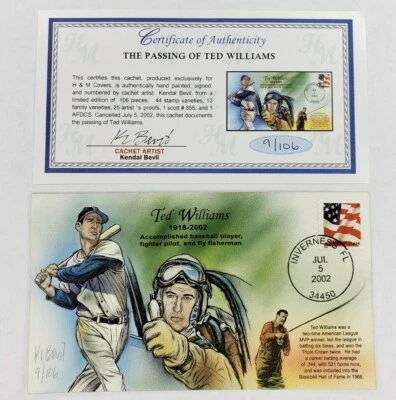 Certificate of Authenticity
THE PASSING OF TED WILLIAMS
This certifies this cachet, produced exclusively for
H & M Covers, is authentically hand painted, signed,
and numbered by cachet artist Kendal Bevil, from a
limited edition of 106 pieces. 44 stamp varieties, 13
family varieties, 25 artist's proofs, 1 scott # 895, and 1
AFDCS. Cancelled July 5, 2002, this cachet documents
the passing of Ted Williams.
K Bevil
CACHET ARTIST
Kendal Bevil
9/106
Ted Williams
1918-2002
Accomplished baseball player,
fighter pilot, and fly fisherman
INVERNESS, FL
JUL
5
2002
34450
K Bevil
9/106
Ted Williams was a
two-time American League
MVP winner, led the league in
batting six times, and won the
Triple Crown twice. He had
a career batting average
of .344, with 521 home runs,
and was inducted into the
Baseball Hall of Fame in 1966.